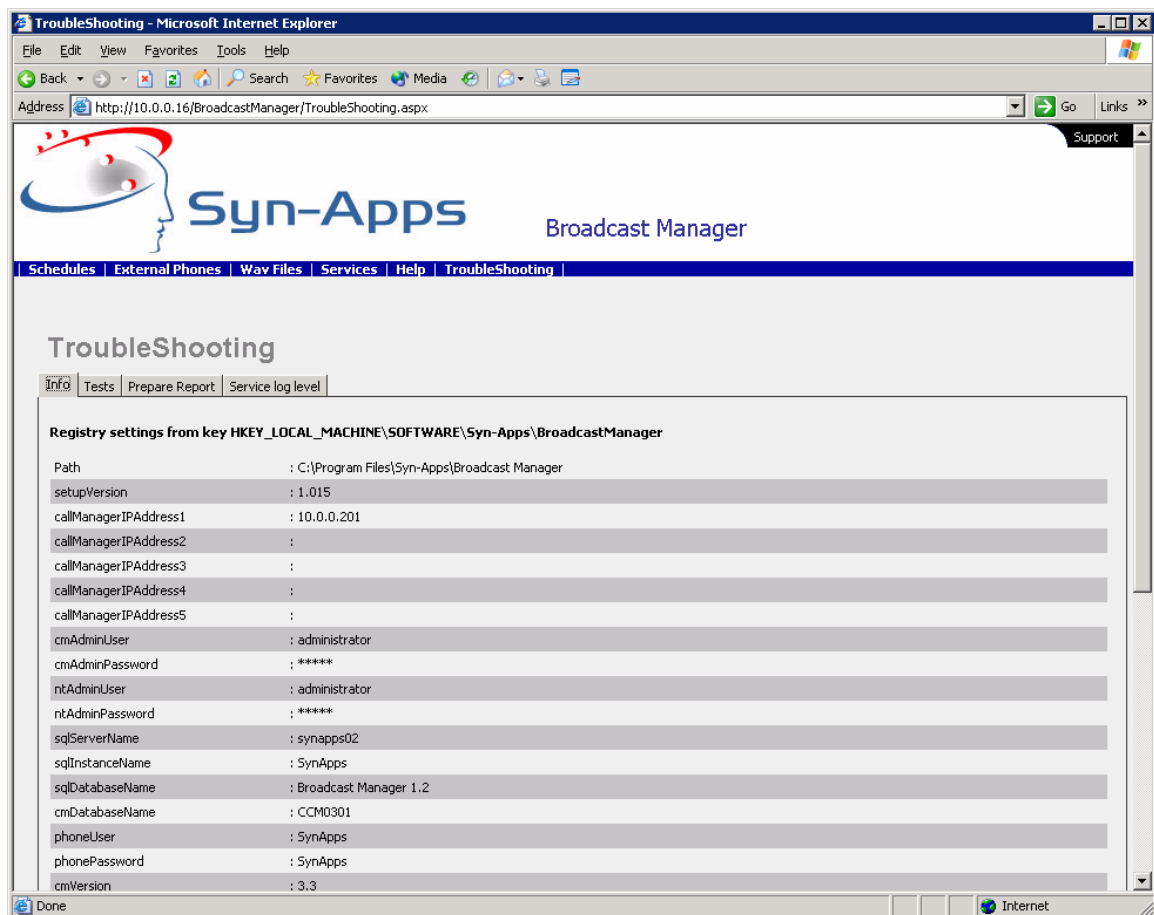 TroubleShooting - Microsoft Internet Explorer
File Edit View Favorites Tools Help
Back Search Favorites Media
Address http://10.0.0.16/BroadcastManager/TroubleShooting.aspx Go Links »
Support
Syn-Apps
Broadcast Manager
| Schedules | External Phones | Wav Files | Services | Help | TroubleShooting |
TroubleShooting
Info Tests Prepare Report Service log level
Registry settings from key HKEY_LOCAL_MACHINE\SOFTWARE\Syn-Apps\BroadcastManager
Path : C:\Program Files\Syn-Apps\Broadcast Manager
setupVersion : 1.015
callManagerIPAddress1 : 10.0.0.201
callManagerIPAddress2 :
callManagerIPAddress3 :
callManagerIPAddress4 :
callManagerIPAddress5 :
cmAdminUser : administrator
cmAdminPassword : *****
ntAdminUser : administrator
ntAdminPassword : *****
sqlServerName : synapps02
sqlInstanceName : SynApps
sqlDatabaseName : Broadcast Manager 1.2
cmDatabaseName : CCM0301
phoneUser : SynApps
phonePassword : SynApps
cmVersion : 3.3
Done Internet